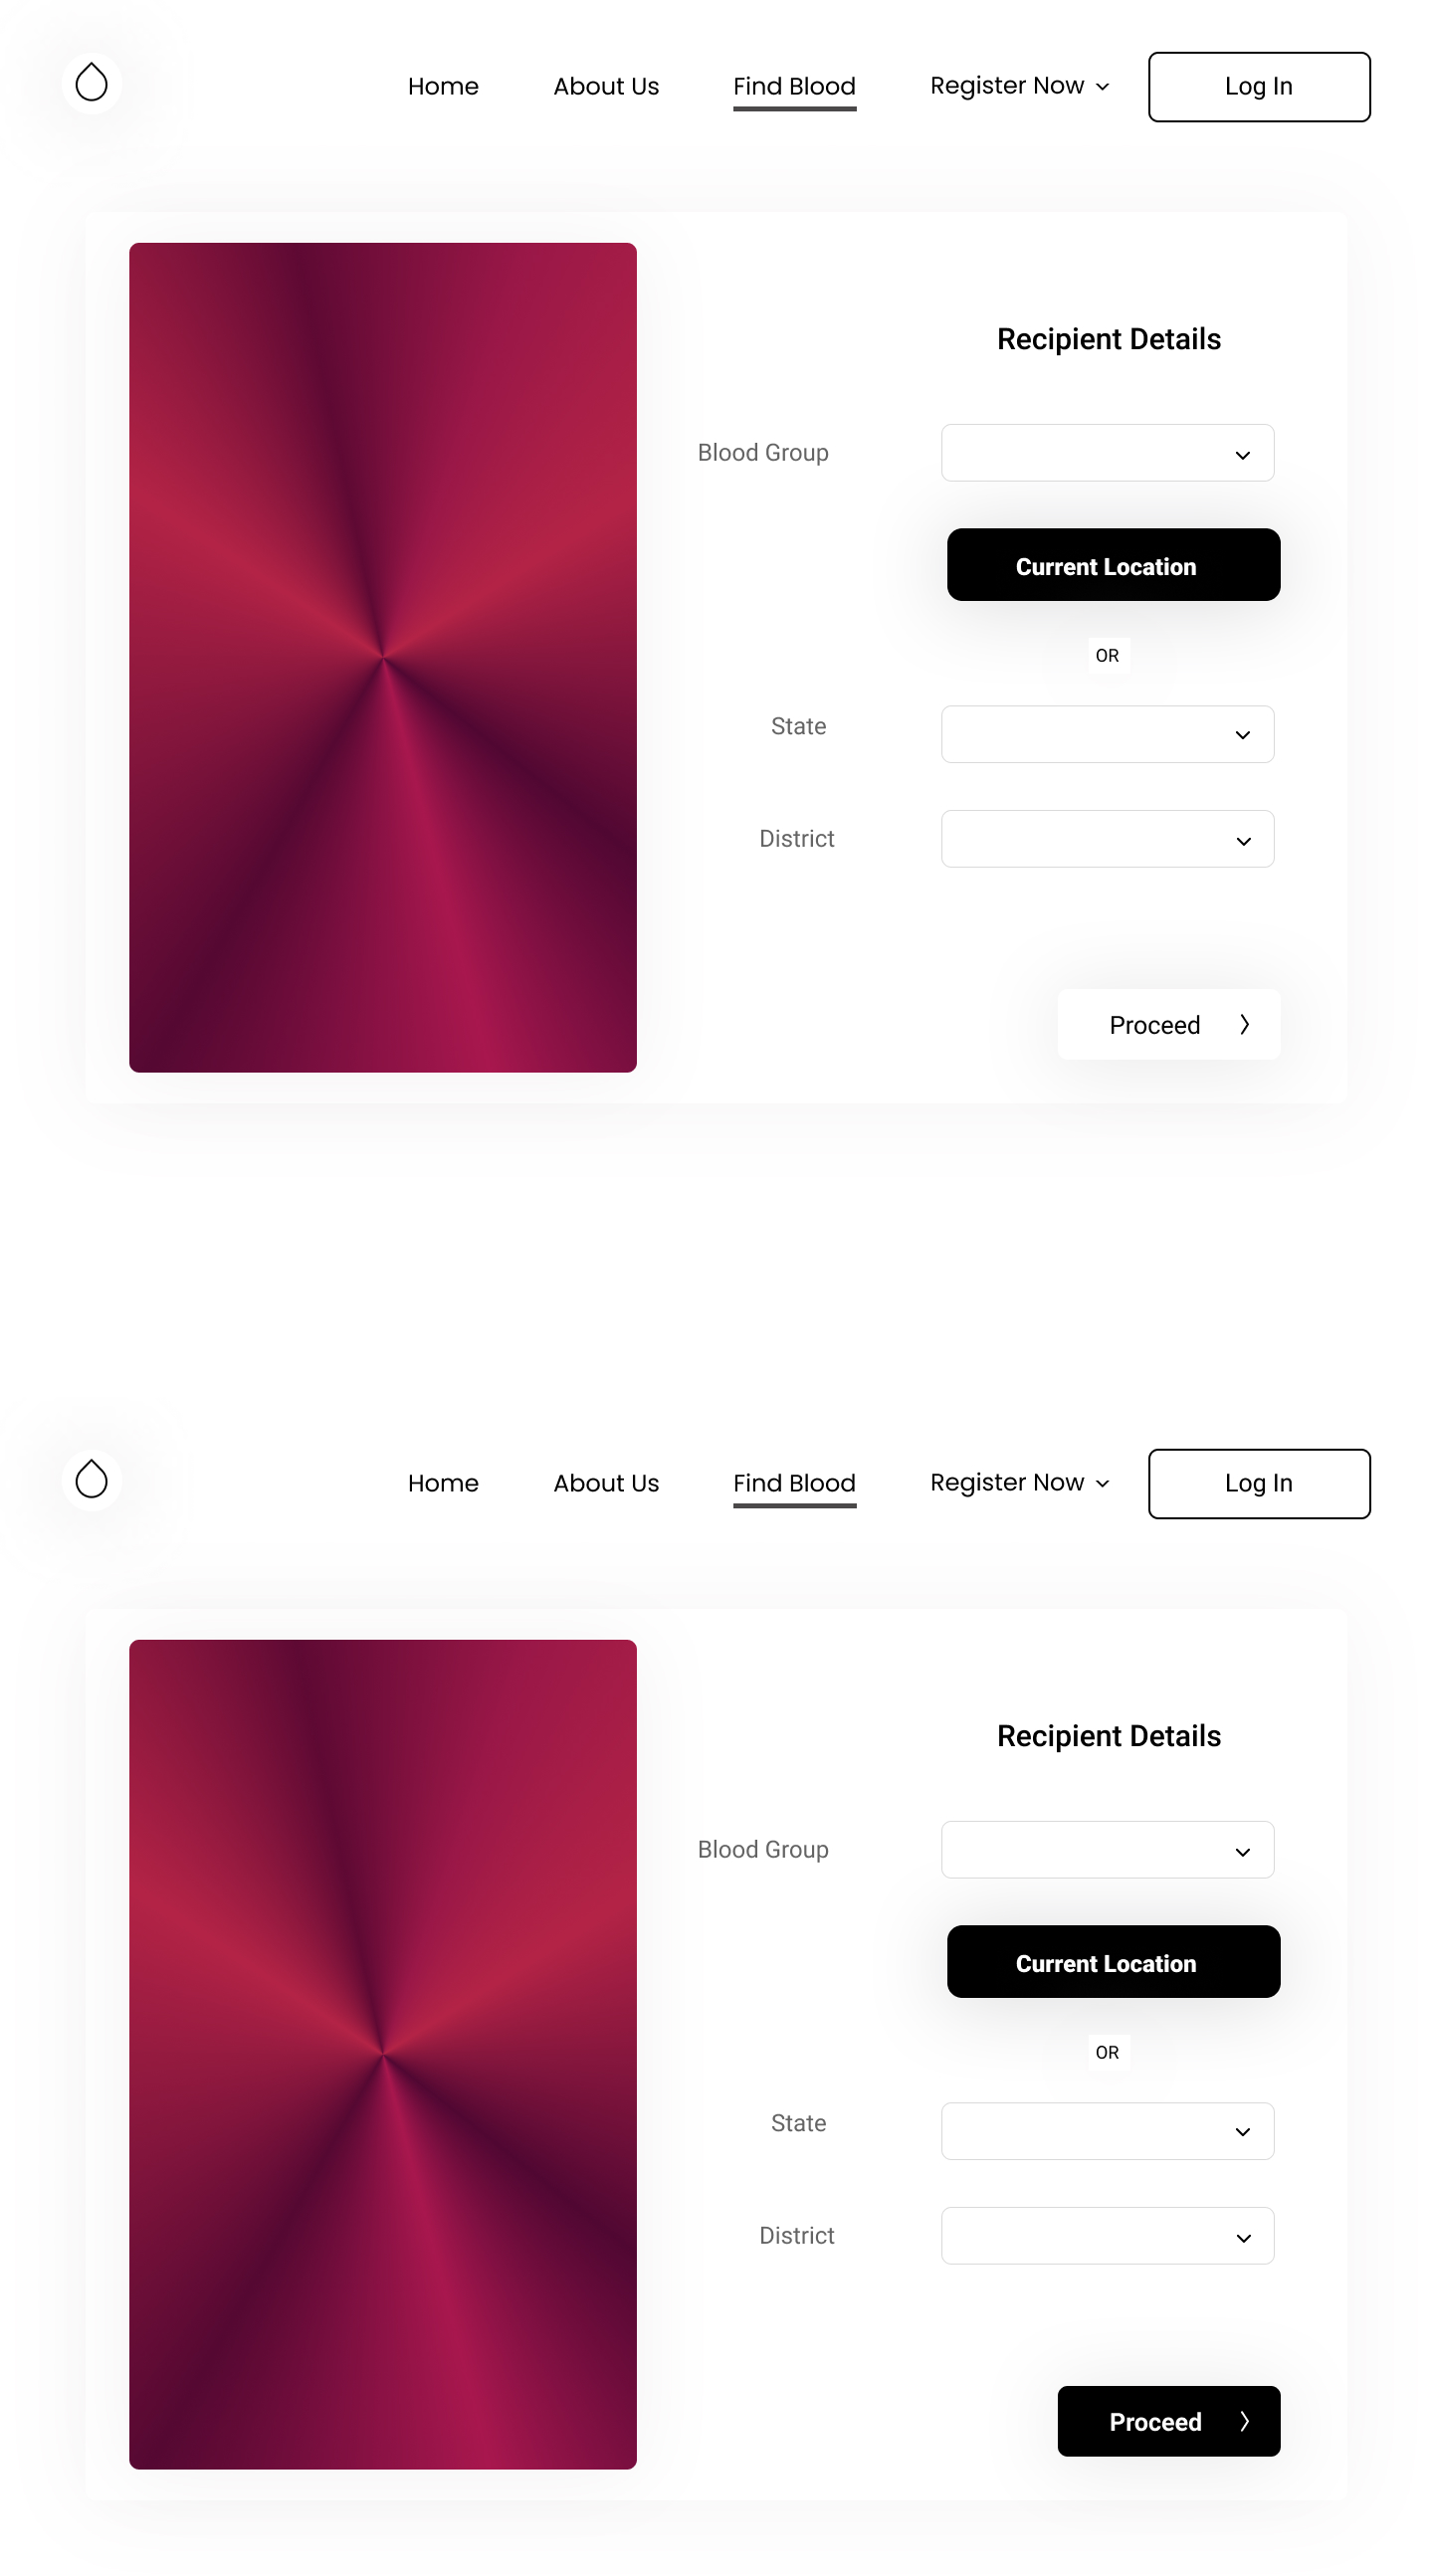 Home About Us Find Blood Register Now Log In
Recipient Details
Blood Group
Current Location
OR
State
District
Proceed
Home About Us Find Blood Register Now Log In
Recipient Details
Blood Group
Current Location
OR
State
District
Proceed